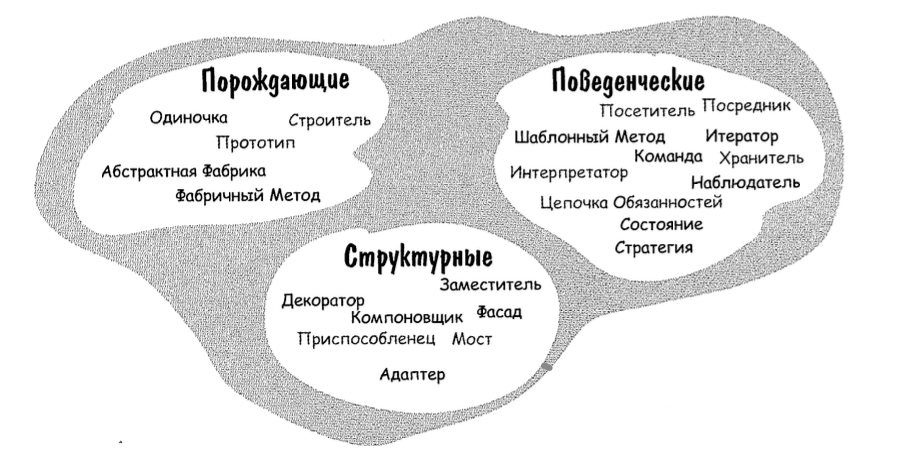 Порождающие
Одиночка
Строитель
Прототип
Абстрактная Фабрика
Фабричный Метод
Поведенческие
Посетитель
Посредник
Шаблонный Метод
Итератор
Команда
Хранитель
Интерпретатор
Наблюдатель
Цепочка Обязанностей
Состояние
Стратегия
Структурные
Заместитель
Декоратор
Компоновщик
Фасад
Приспособленец
Мост
Адаптер